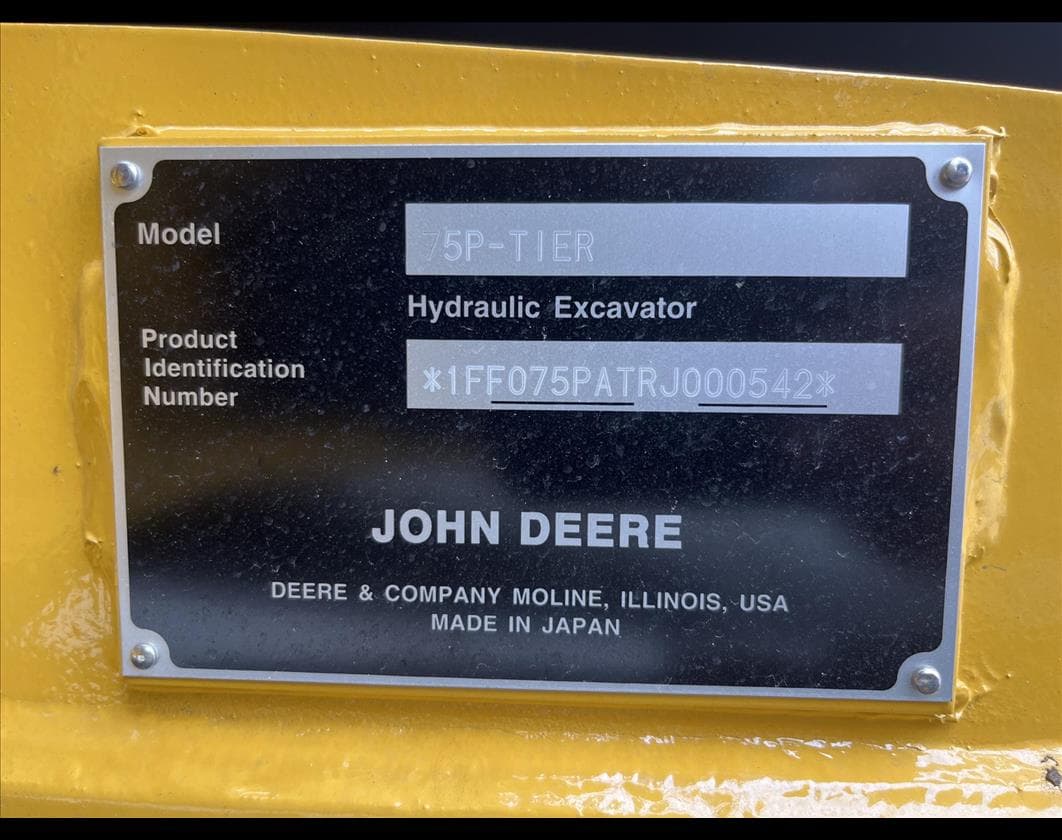 Model
75P-TIER
Hydraulic Excavator
Product
Identification
Number
*1FF075PATRJ000542*
JOHN DEERE
DEERE & COMPANY MOLINE, ILLINOIS, USA
MADE IN JAPAN